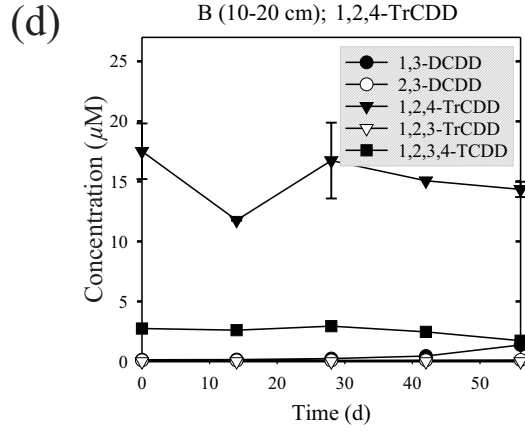 (d)
B (10-20 cm); 1,2,4-TrCDD
1,3-DCDD
2,3-DCDD
1,2,4-TrCDD
1,2,3-TrCDD
1,2,3,4-TCDD
Concentration (μM)
25
20
15
10
5
0
0 10 20 30 40 50
Time (d)